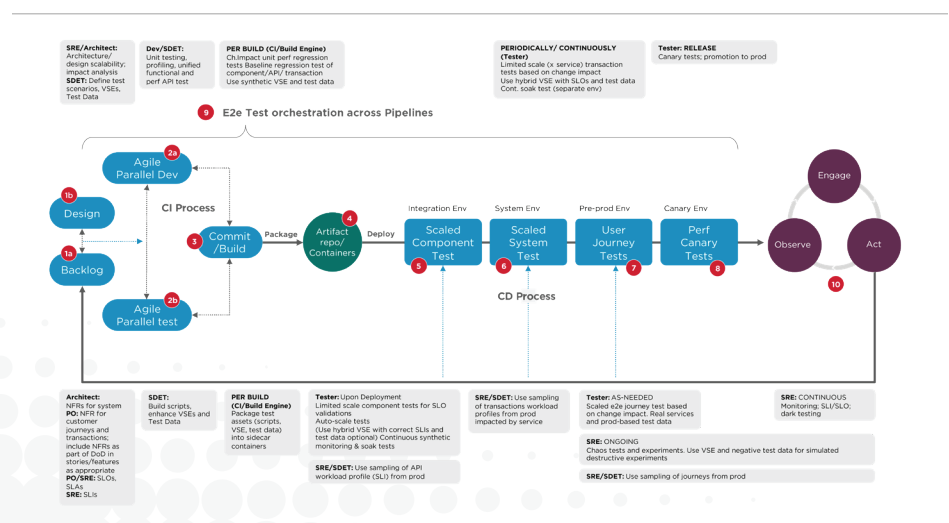 SRE/Architect:
Architecture/
design scalability;
impact analysis
SDET: Define test
scenarios, VSEs,
Test Data
Dev/SDET:
Unit testing,
profiling, unified
functional and
perf API test
PER BUILD (CI/Build Engine)
Ch.Impact unit perf regression
tests Baseline regression test of
component/API/ transaction
Use synthetic VSE and test data
PERIODICALLY/ CONTINUOUSLY
(Tester)
Limited scale (x service) transaction
tests based on change impact
Use hybrid VSE with SLOs and test data
Cont. soak test (separate env)
Tester: RELEASE
Canary tests; promotion to prod
9 E2e Test orchestration across Pipelines
2a
Agile
Parallel Dev
1b
Design
CI Process
1a
Backlog
3
Commit
/Build
Package
4
Artifact
repo/
Containers
Deploy
2b
Agile
Parallel test
Integration Env
Scaled
Component
Test
5
System Env
Scaled
System
Test
6
Pre-prod Env
User
Journey
Tests
7
Canary Env
Perf
Canary
Tests
8
CD Process
Engage
Observe
Act
10
Architect:
NFRs for system
PO: NFR for
customer
journeys and
transactions;
include NFRs as
part of DoD in
stories/features
as appropriate
PO/SRE: SLOs,
SLAs
SRE: SLIs
SDET:
Build scripts,
enhance VSEs and
Test Data
PER BUILD
(CI/Build Engine)
Package test
assets (scripts,
VSE, test data)
into sidecar
containers
Tester: Upon Deployment
Limited scale component tests for SLO
validations
Auto-scale tests
(Use hybrid VSE with correct SLIs and
test data optional) Continuous synthetic
monitoring & soak tests
SRE/SDET: Use sampling of API
workload profile (SLI) from prod
SRE/SDET: Use sampling
of transactions workload
profiles from prod
impacted by service
Tester: AS-NEEDED
Scaled e2e journey test based
on change impact. Real services
and prod-based test data
SRE: ONGOING
Chaos tests and experiments. Use VSE and negative test data for simulated
destructive experiments
SRE/SDET: Use sampling of journeys from prod
SRE: CONTINUOUS
Monitoring; SLI/SLO;
dark testing